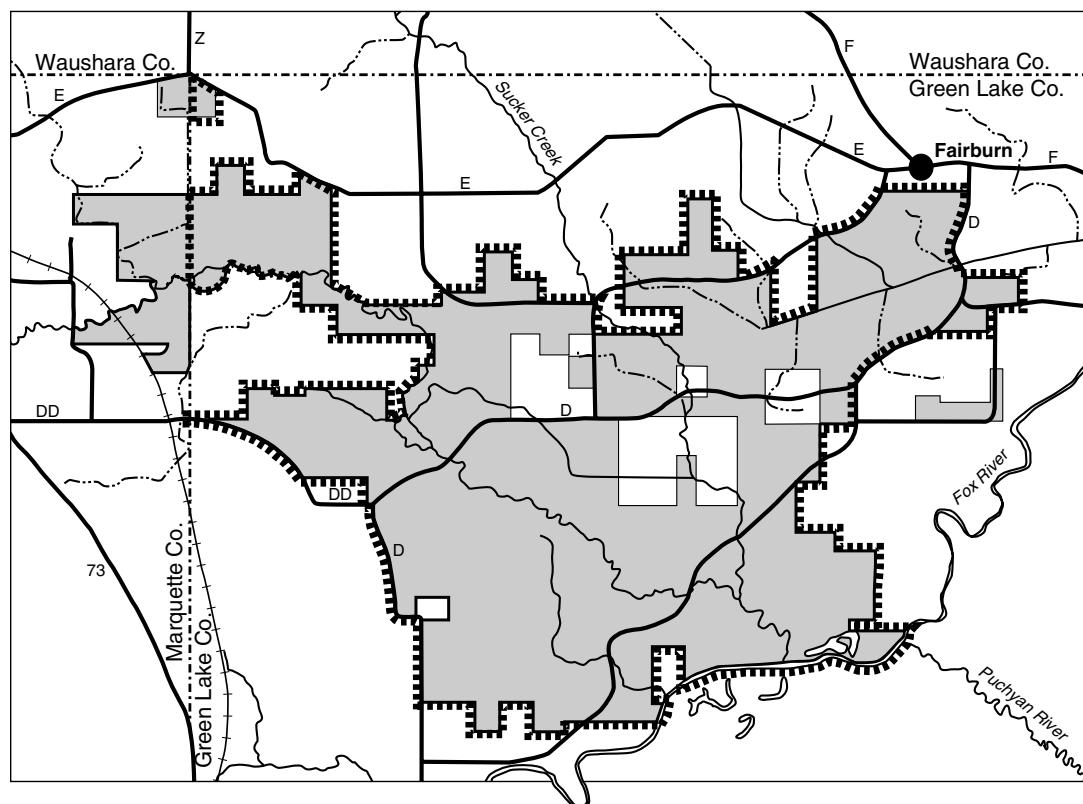 Z
F
Waushara Co.
Waushara Co.
Green Lake Co.
E
Sucker Creek
E
Fairburn
F
E
D
DD
D
DD
Fox River
D
73
Marquette Co.
Green Lake Co.
Puchyan River